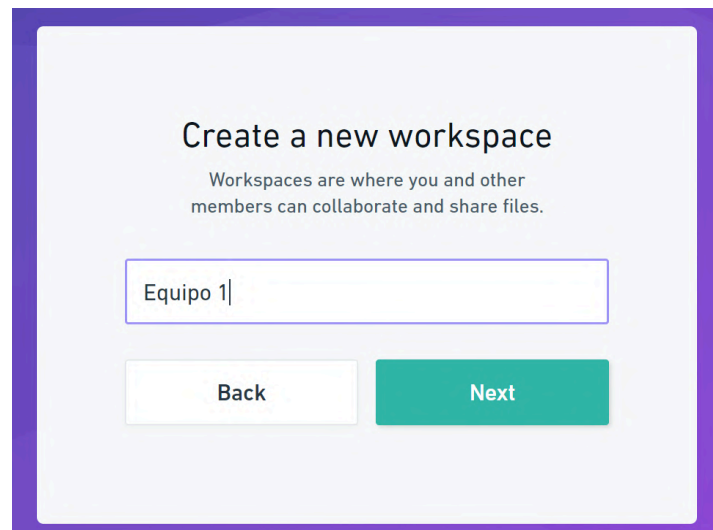 Create a new workspace
Workspaces are where you and other
members can collaborate and share files.
Equipo 1
Back
Next